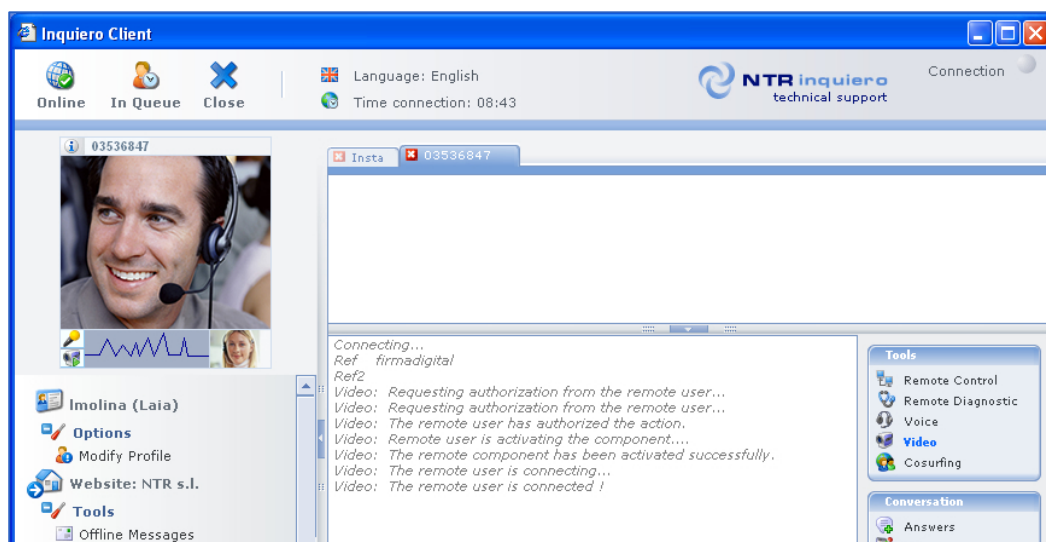 Inquiero Client
Online
In Queue
Close
Language: English
Time connection: 08:43
NTR inquiero
technical support
Connection
03536847
Insta
03536847
lmolina (Laia)
Options
Modify Profile
Website: NTR s.l.
Tools
Offline Messages
Connecting...
Ref firmadigital
Ref2
Video: Requesting authorization from the remote user...
Video: Requesting authorization from the remote user...
Video: The remote user has authorized the action.
Video: Remote user is activating the component....
Video: The remote component has been activated successfully.
Video: The remote user is connecting...
Video: The remote user is connected !
Tools
Remote Control
Remote Diagnostic
Voice
Video
Cosurfing
Conversation
Answers